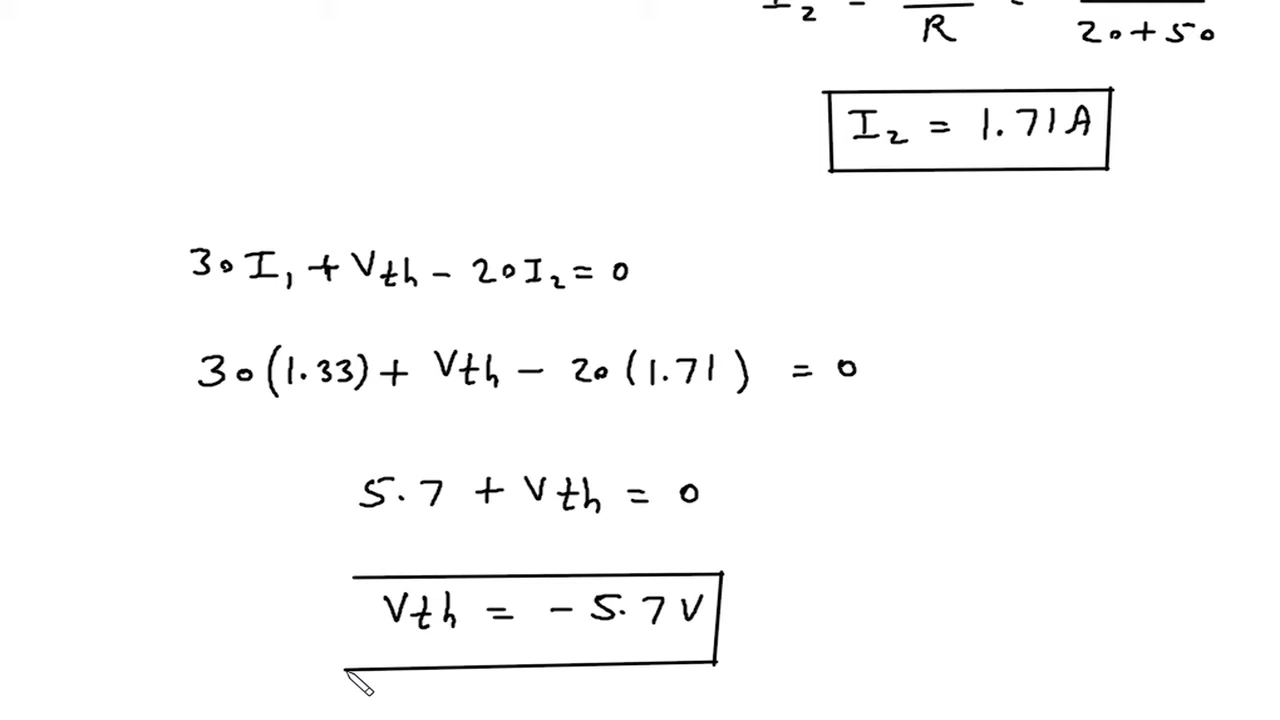 I₂ = / R = / 20+50
I₂ = 1.71A
30I₁ + Vth - 20I₂ = 0
30(1.33) + Vth - 20(1.71) = 0
5.7 + Vth = 0
Vth = -5.7V